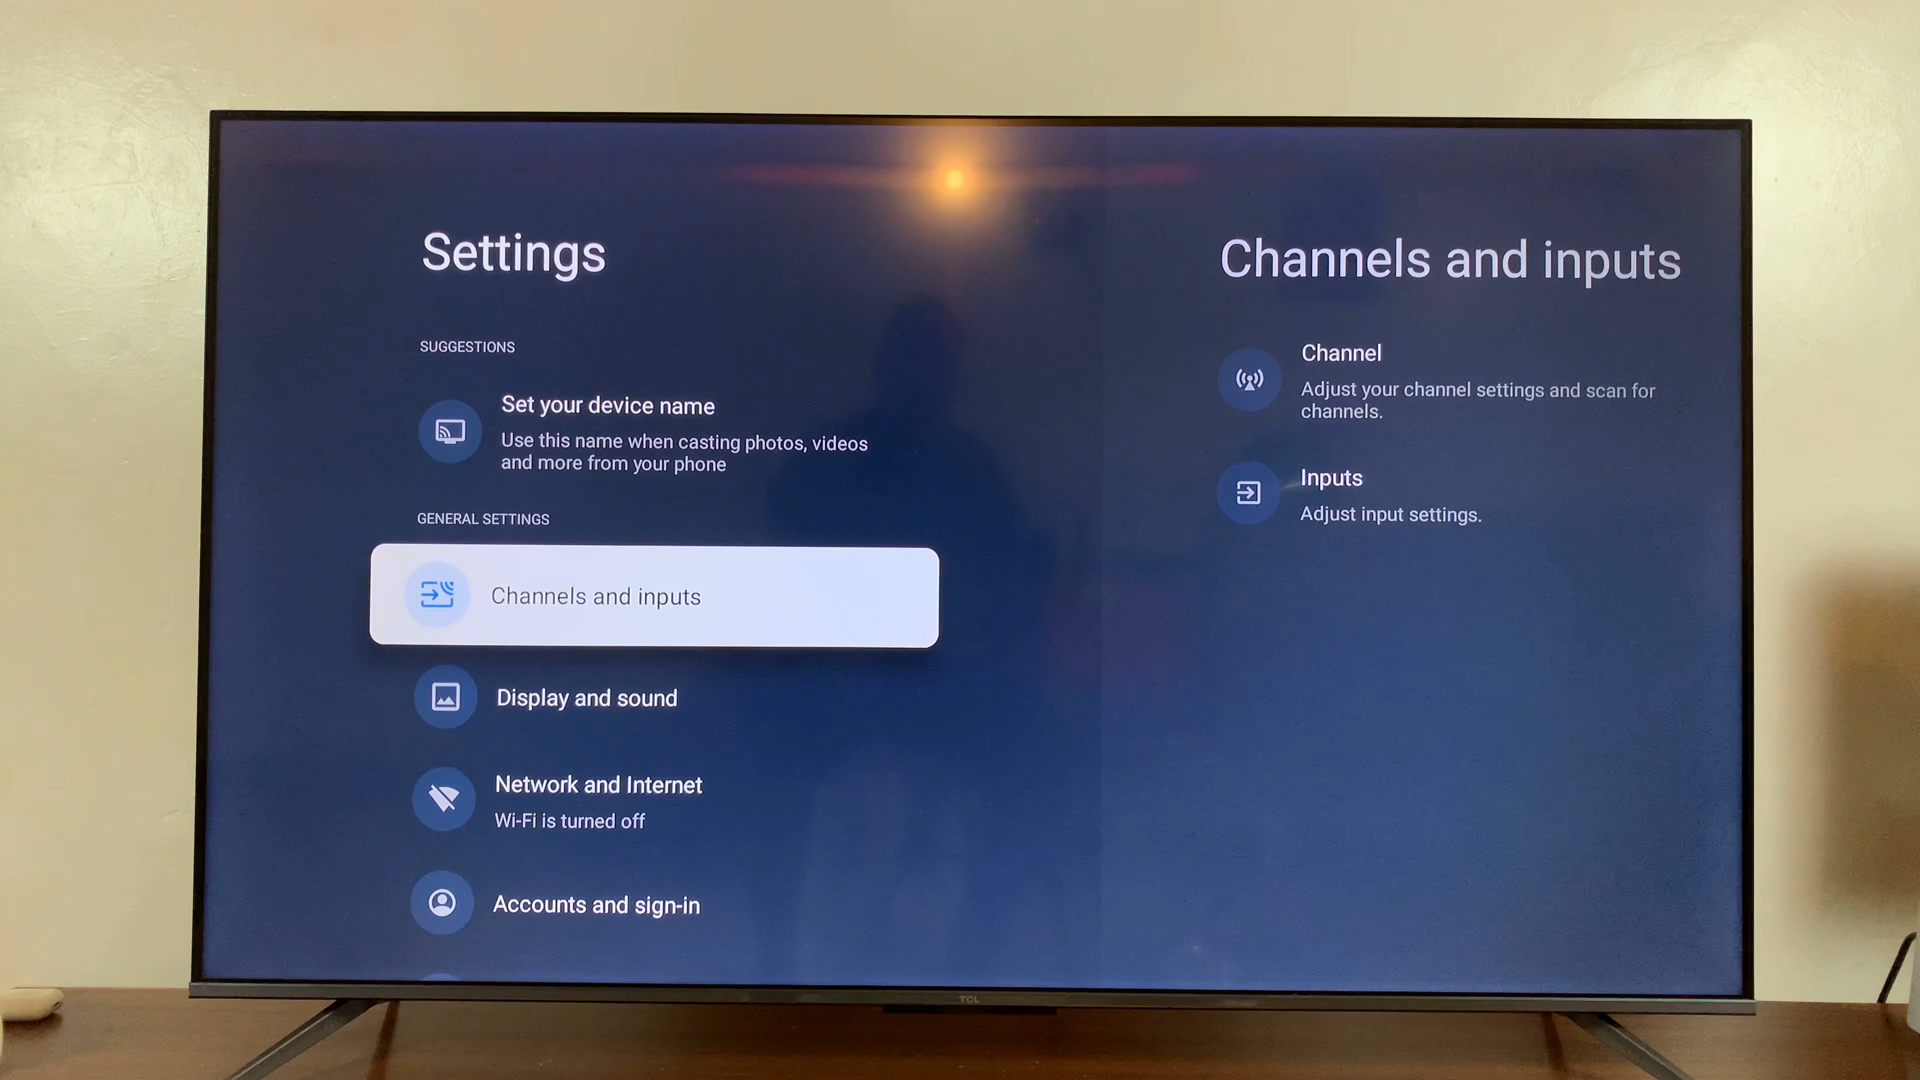 Settings
SUGGESTIONS
Set your device name
Use this name when casting photos, videos
and more from your phone
GENERAL SETTINGS
Channels and inputs
Display and sound
Network and Internet
Wi-Fi is turned off
Accounts and sign-in
Channels and inputs
Channel
Adjust your channel settings and scan for
channels.
Inputs
Adjust input settings.
TCL